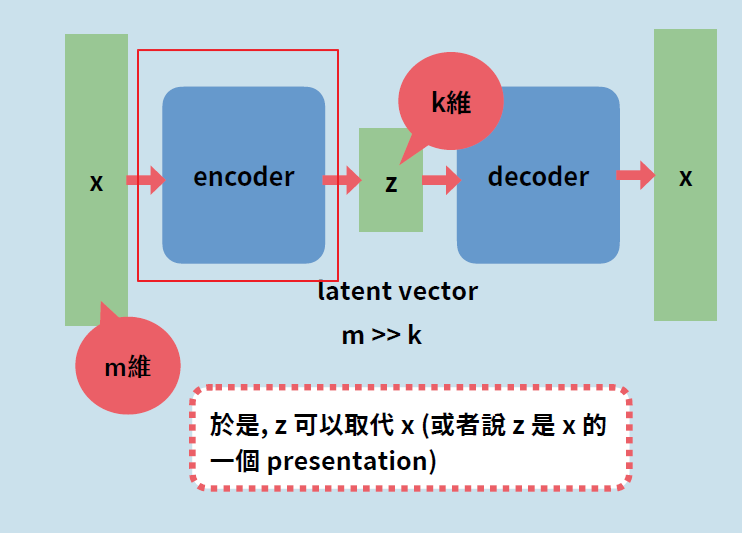 k維
x
encoder
z
decoder
x
latent vector
m >> k
m維
於是, z 可以取代 x (或者說 z 是 x 的
一個 presentation)